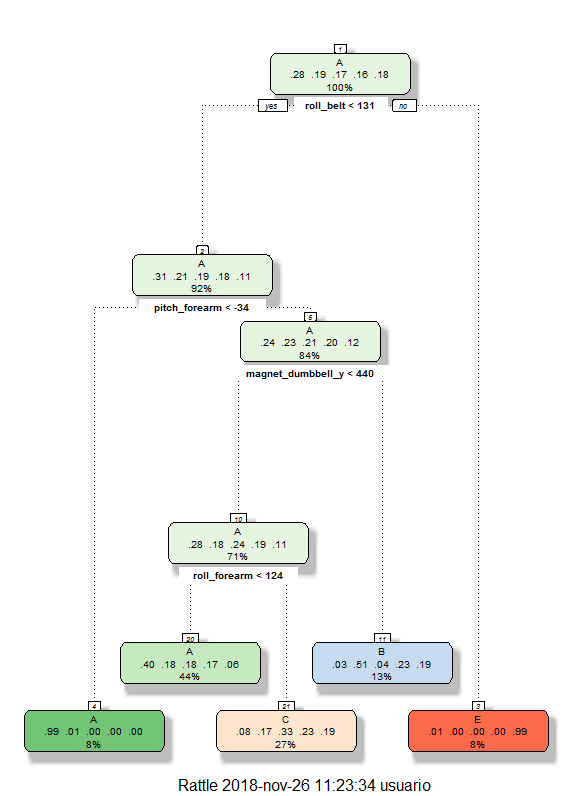 1
A
.28 .19 .17 .16 .18
100%
yes roll_belt < 131 no
2
A
.31 .21 .19 .18 .11
92%
pitch_forearm < -34
5
A
.24 .23 .21 .20 .12
84%
magnet_dumbbell_y < 440
10
A
.28 .18 .24 .19 .11
71%
roll_forearm < 124
20
A
.40 .18 .18 .17 .06
44%
11
B
.03 .51 .04 .23 .19
13%
4
A
.99 .01 .00 .00 .00
8%
21
C
.08 .17 .33 .23 .19
27%
3
E
.01 .00 .00 .00 .99
8%
Rattle 2018-nov-26 11:23:34 usuario